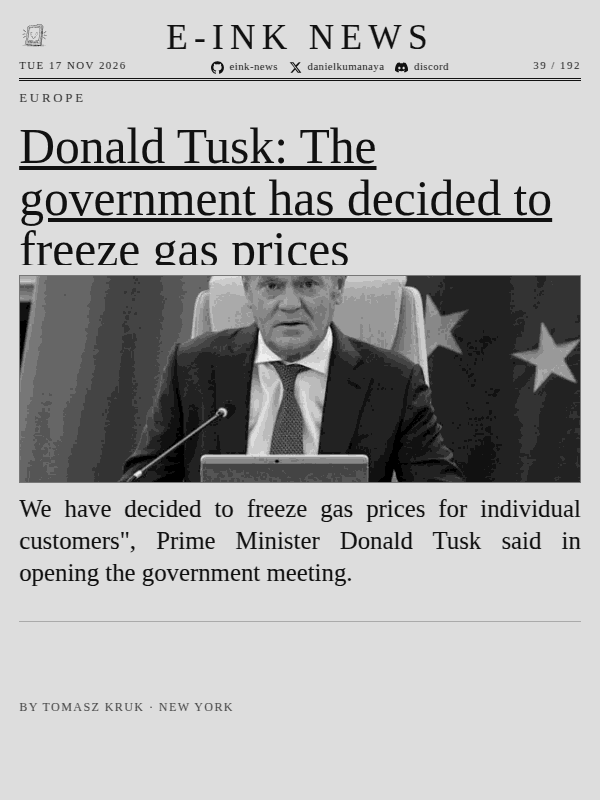 E-INK NEWS
TUE 17 NOV 2026
eink-news danielkumanaya discord
39 / 192
EUROPE
Donald Tusk: The
government has decided to
freeze gas prices
We have decided to freeze gas prices for individual
customers", Prime Minister Donald Tusk said in
opening the government meeting.
BY TOMASZ KRUK · NEW YORK